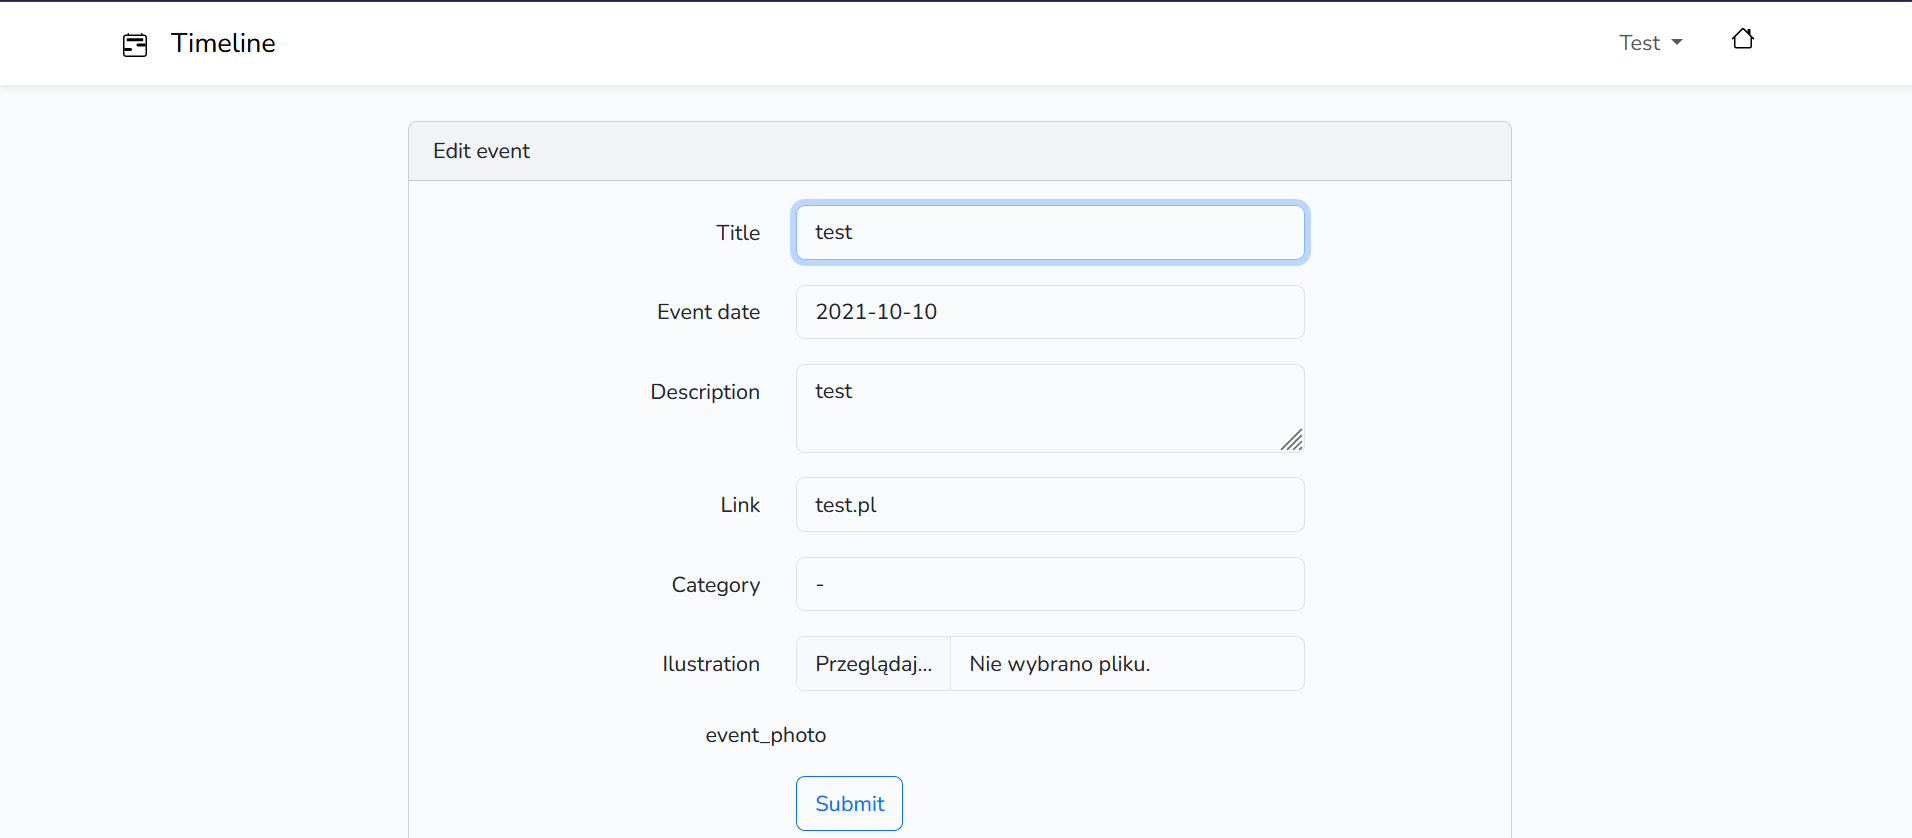 Timeline
Test
Edit event
Title test
Event date 2021-10-10
Description test
Link test.pl
Category -
Ilustration Przeglądaj... Nie wybrano pliku.
event_photo
Submit